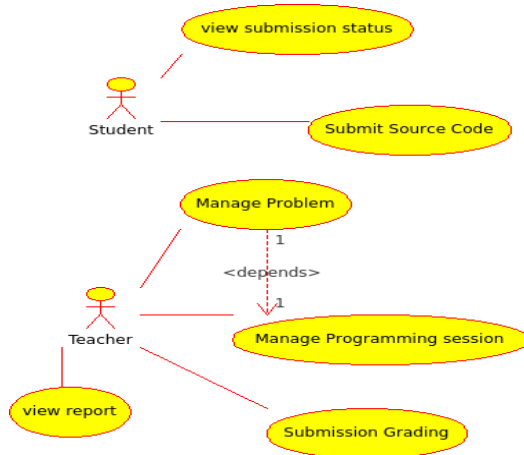 view submission status
Student
Submit Source Code
Manage Problem
1
<depends>
1
Teacher
Manage Programming session
view report
Submission Grading